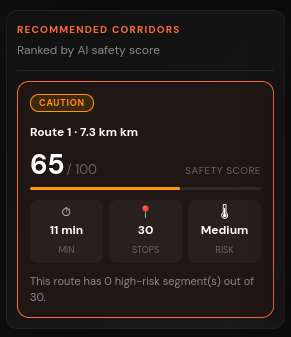 RECOMMENDED CORRIDORS
Ranked by AI safety score
CAUTION
Route 1 · 7.3 km km
65 / 100 SAFETY SCORE
11 min 30 Medium
MIN STOPS RISK
This route has 0 high-risk segment(s) out of
30.